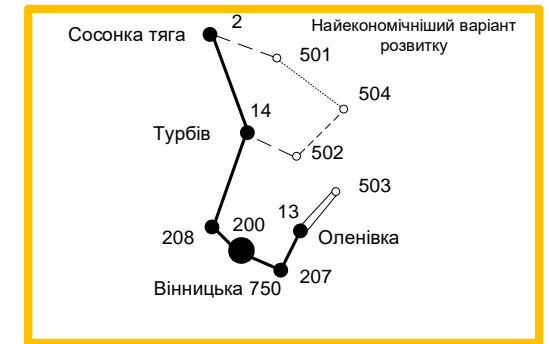 2
Найекономічніший варіант
розвитку
Сосонка тяга
501
504
14
Турбів
502
503
13
208
200
Оленівка
207
Вінницька 750